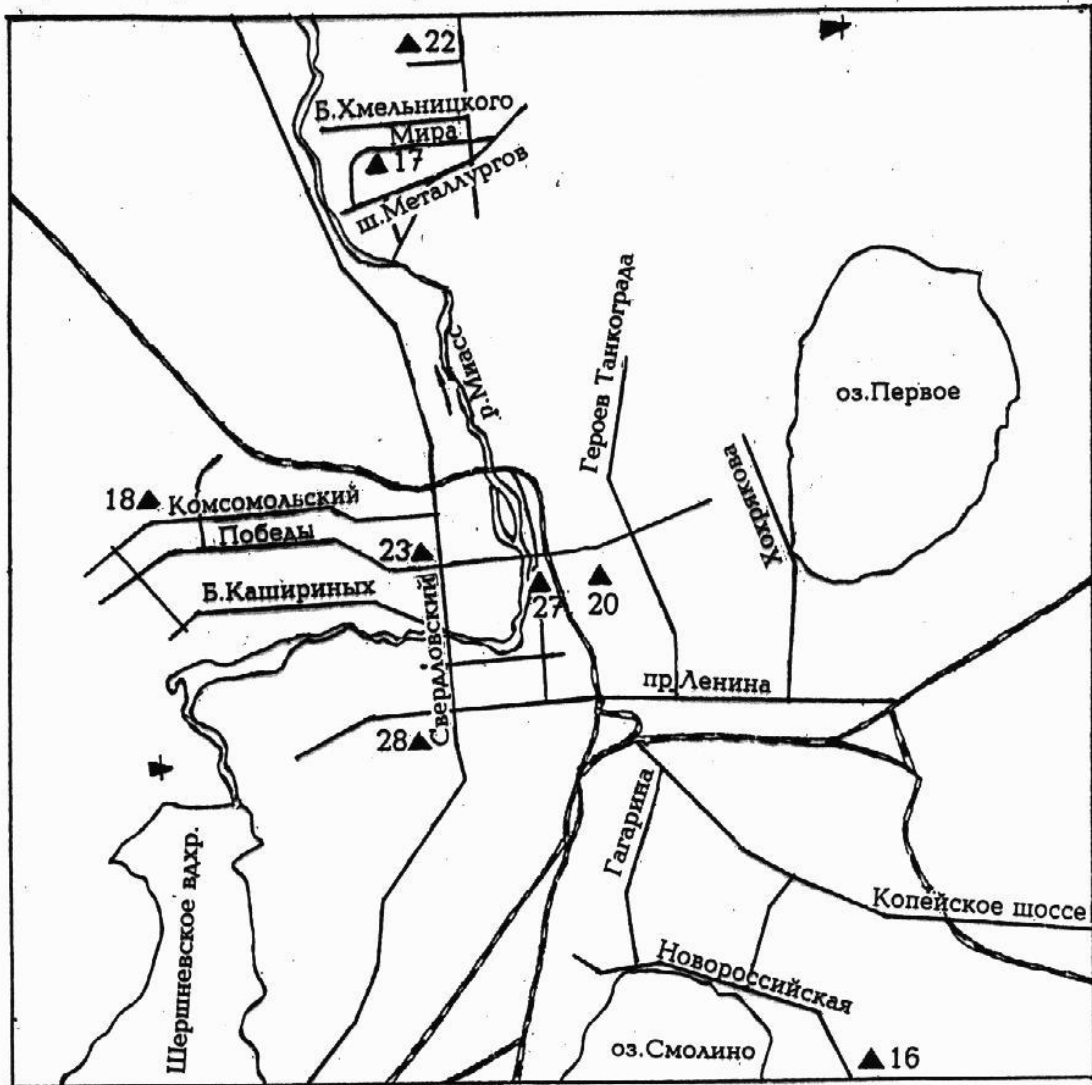 22
Б.Хмельницкого
Мира
17
ш.Металлургов
р.Миасс
Героев Танкограда
оз.Первое
Хохрякова
18
Комсомольский
Победы
23
Б.Кашириных
27
20
Свердловский
пр.Ленина
28
Гагарина
Шершневское вдхр.
Копейское шоссе
Новороссийская
оз.Смолино
16